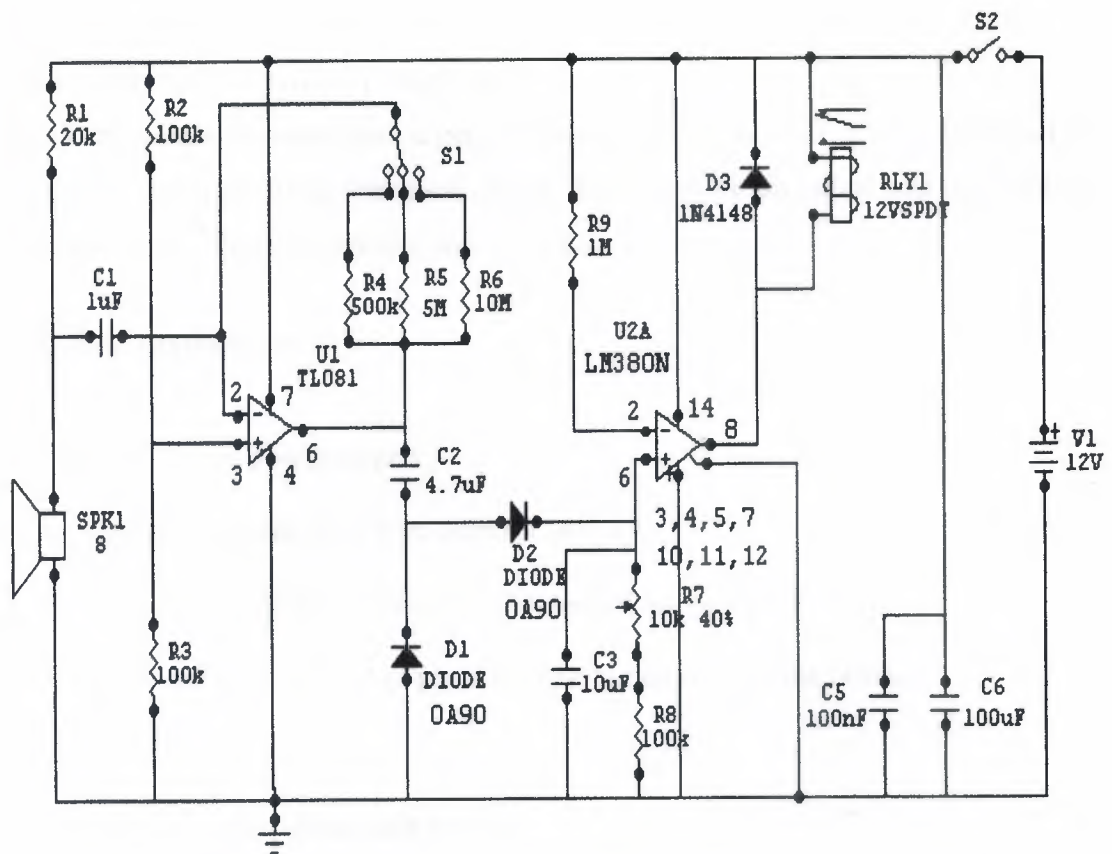 S2
R1
20k
R2
100k
S1
D3
1N4148
RLY1
12VSPDT
R9
1M
C1
1uF
R4
500k
R5
5M
R6
10M
U1
TL081
U2A
LM380N
2
7
3
4
6
2
14
8
6
V1
12V
+
C2
4.7uF
SPK1
8
3,4,5,7
10,11,12
D2
DIODE
OA90
R7
10k 40%
R3
100k
D1
DIODE
OA90
C3
10uF
R8
100k
C5
100nF
C6
100uF